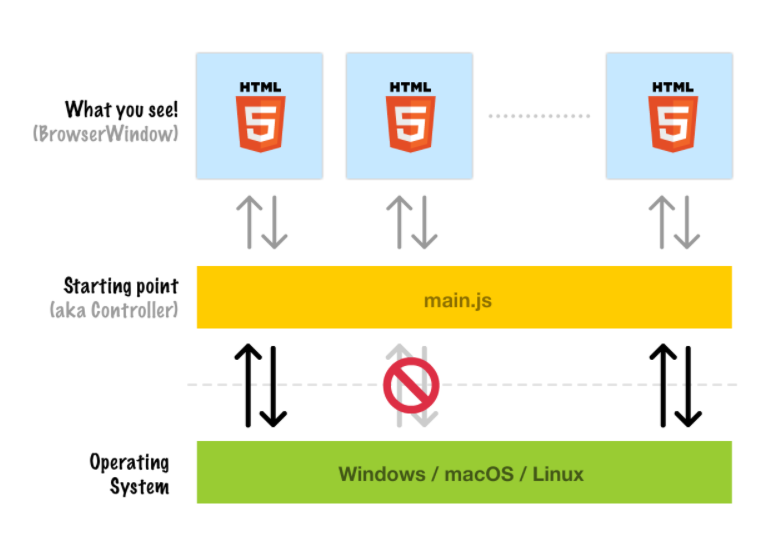 HTML
5
HTML
5
HTML
5
What you see!
(BrowserWindow)
Starting point
(aka Controller)
main.js
Operating
System
Windows / macOS / Linux